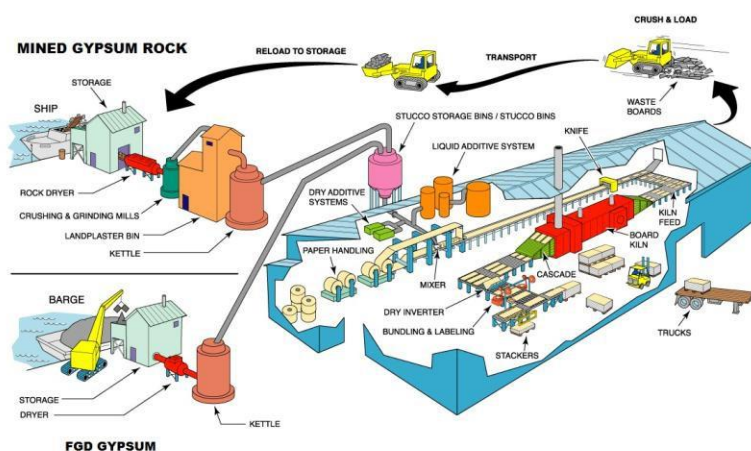 CRUSH & LOAD
MINED GYPSUM ROCK
RELOAD TO STORAGE
TRANSPORT
STORAGE
SHIP
WASTE
BOARDS
STUCCO STORAGE BINS / STUCCO BINS
KNIFE
LIQUID ADDITIVE SYSTEM
ROCK DRYER
DRY ADDITIVE
SYSTEMS
CRUSHING & GRINDING MILLS
LANDPLASTER BIN
KETTLE
PAPER HANDLING
KILN
FEED
BOARD
KILN
MIXER
CASCADE
BARGE
DRY INVERTER
BUNDLING & LABELING
TRUCKS
STACKERS
STORAGE
DRYER
KETTLE
FGD GYPSUM